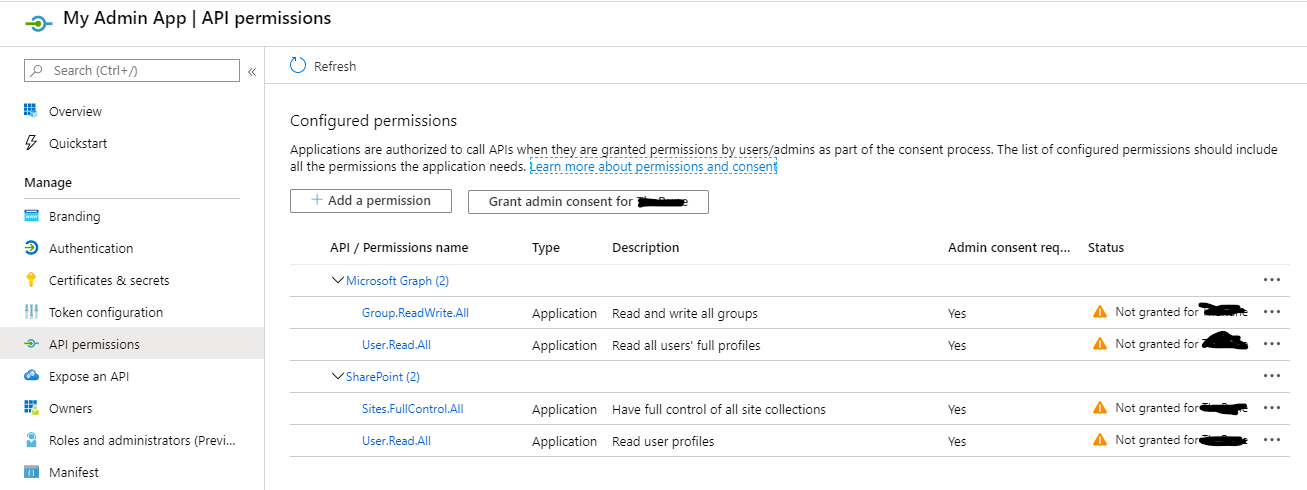 My Admin App | API permissions
Search (Ctrl+/)
«
Refresh
Overview
Quickstart
Manage
Branding
Authentication
Certificates & secrets
Token configuration
API permissions
Expose an API
Owners
Roles and administrators (Previ...
Manifest
Configured permissions
Applications are authorized to call APIs when they are granted permissions by users/admins as part of the consent process. The list of configured permissions should include
all the permissions the application needs. Learn more about permissions and consent
+ Add a permission
Grant admin consent for
API / Permissions name Type Description Admin consent req... Status
Microsoft Graph (2) ...
Group.ReadWrite.All Application Read and write all groups Yes Not granted for ...
User.Read.All Application Read all users' full profiles Yes Not granted for ...
SharePoint (2) ...
Sites.FullControl.All Application Have full control of all site collections Yes Not granted for ...
User.Read.All Application Read user profiles Yes Not granted for ...